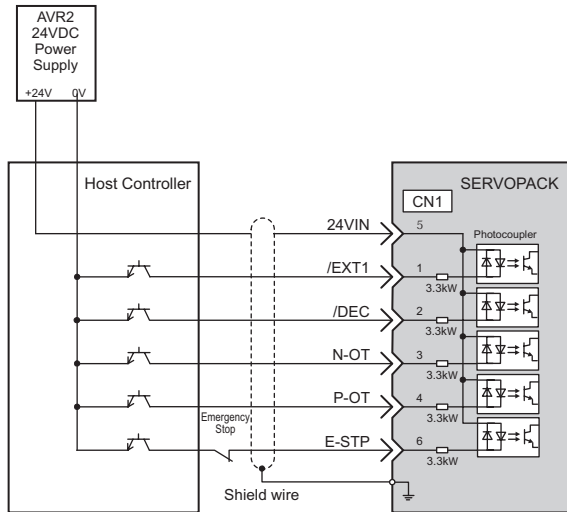 AVR2
24VDC
Power
Supply
+24V 0V
Host Controller
SERVOPACK
CN1
24VIN 5
Photocoupler
/EXT1 1
3.3kW
/DEC 2
3.3kW
N-OT 3
3.3kW
P-OT 4
3.3kW
Emergency
Stop
E-STP 6
3.3kW
Shield wire